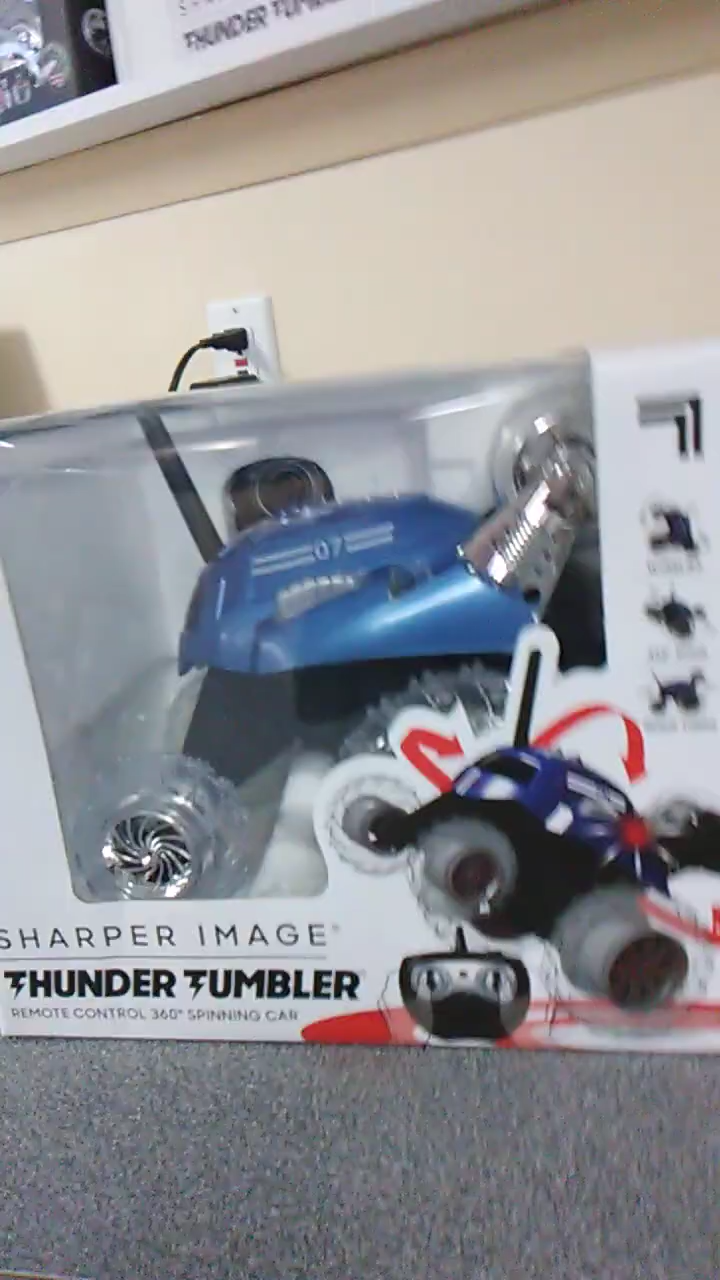 THUNDER TUMBLER
07
SHARPER IMAGE
THUNDER TUMBLER
REMOTE CONTROL 360° SPINNING CAR